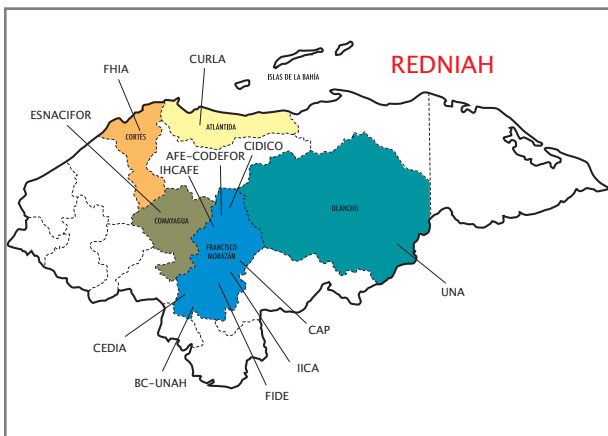 CURLA
FHIA
REDNIAH
ISLAS DE LA BAHÍA
ESNACIFOR
ATLÁNTIDA
CORTÉS
AFE-CODEFOR
CIDICO
IHCAFE
COMAYAGUA
OLANCHO
FRANCISCO
MORAZÁN
UNA
CAP
CEDIA
IICA
BC-UNAH
FIDE